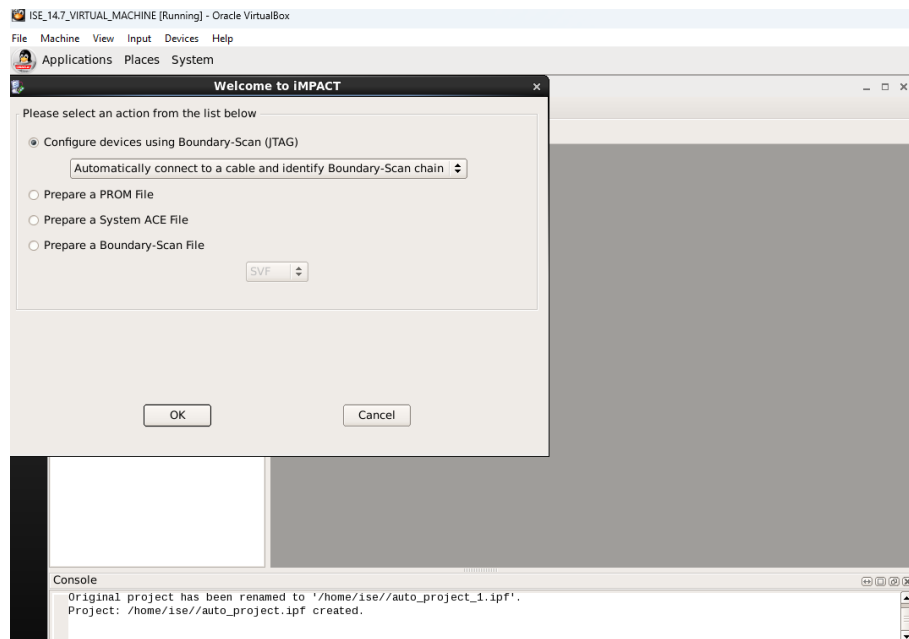 ISE_14.7_VIRTUAL_MACHINE [Running] - Oracle VirtualBox
File Machine View Input Devices Help
Applications Places System
Welcome to iMPACT
Please select an action from the list below
Configure devices using Boundary-Scan (JTAG)
Automatically connect to a cable and identify Boundary-Scan chain
Prepare a PROM File
Prepare a System ACE File
Prepare a Boundary-Scan File
SVF
OK Cancel
Console
Original project has been renamed to '/home/ise//auto_project_1.ipf'.
Project: /home/ise//auto_project.ipf created.